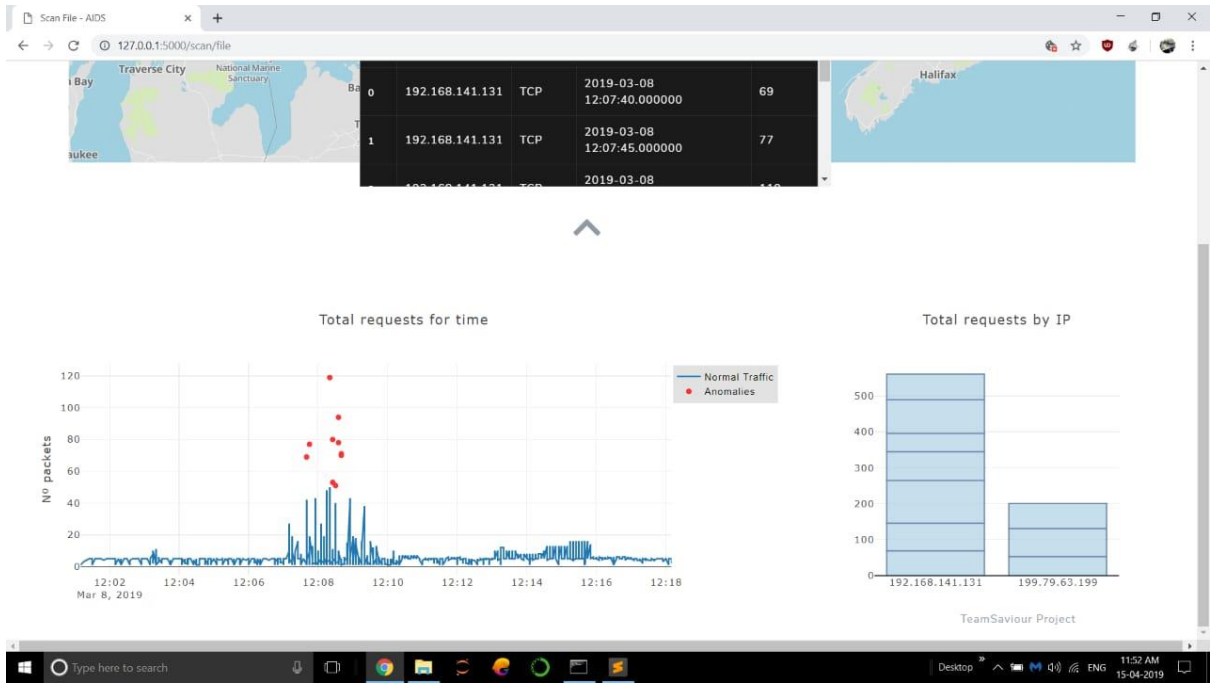 Scan File - AIDS
127.0.0.1:5000/scan/file
Traverse City
National Marine
Sanctuary
Bay
Halifax
aukee
0 192.168.141.131 TCP 2019-03-08
12:07:40.000000 69
1 192.168.141.131 TCP 2019-03-08
12:07:45.000000 77
192.168.141.131 TCP 2019-03-08
Total requests for time
Total requests by IP
Nº packets
120
100
80
60
40
20
0
12:02 12:04 12:06 12:08 12:10 12:12 12:14 12:16 12:18
Mar 8, 2019
Normal Traffic
Anomalies
500
400
300
200
100
0
192.168.141.131 199.79.63.199
TeamSaviour Project
Type here to search
Desktop
ENG
11:52 AM
15-04-2019